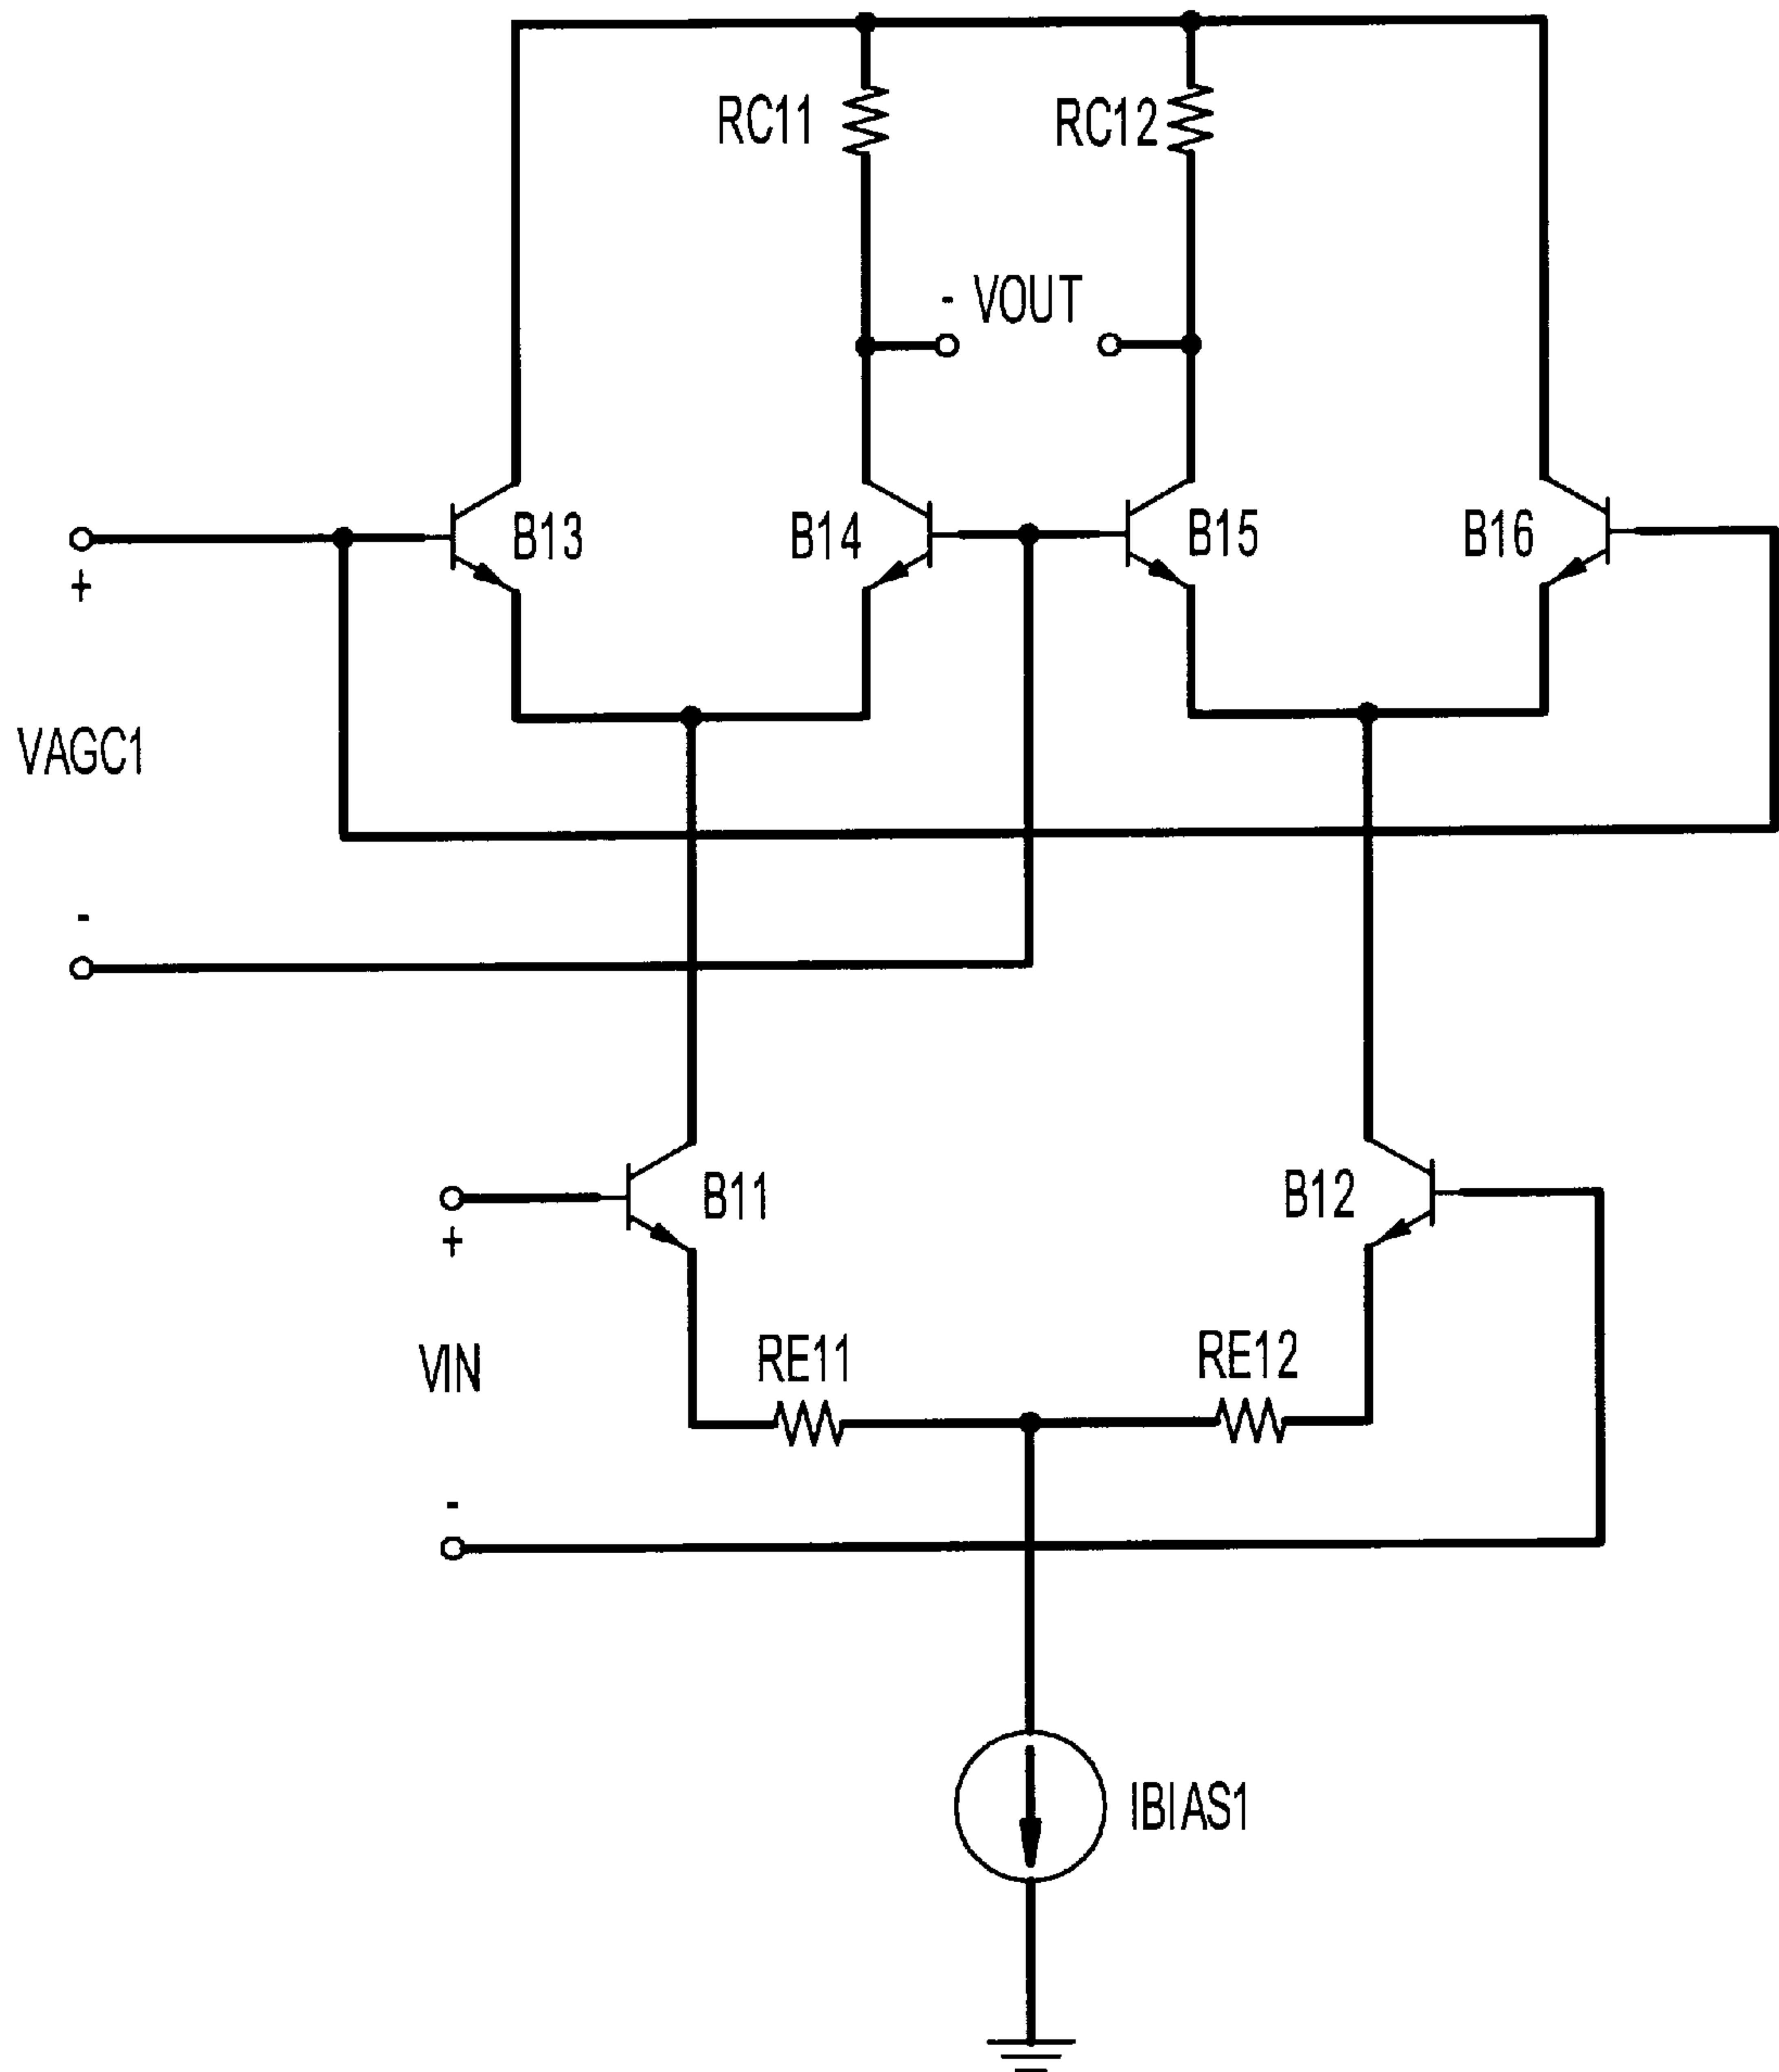 RC11
RC12
- VOUT
B13
B14
B15
B16
+
VAGC1
-
B11
B12
+
VIN
RE11
RE12
-
IBIAS1